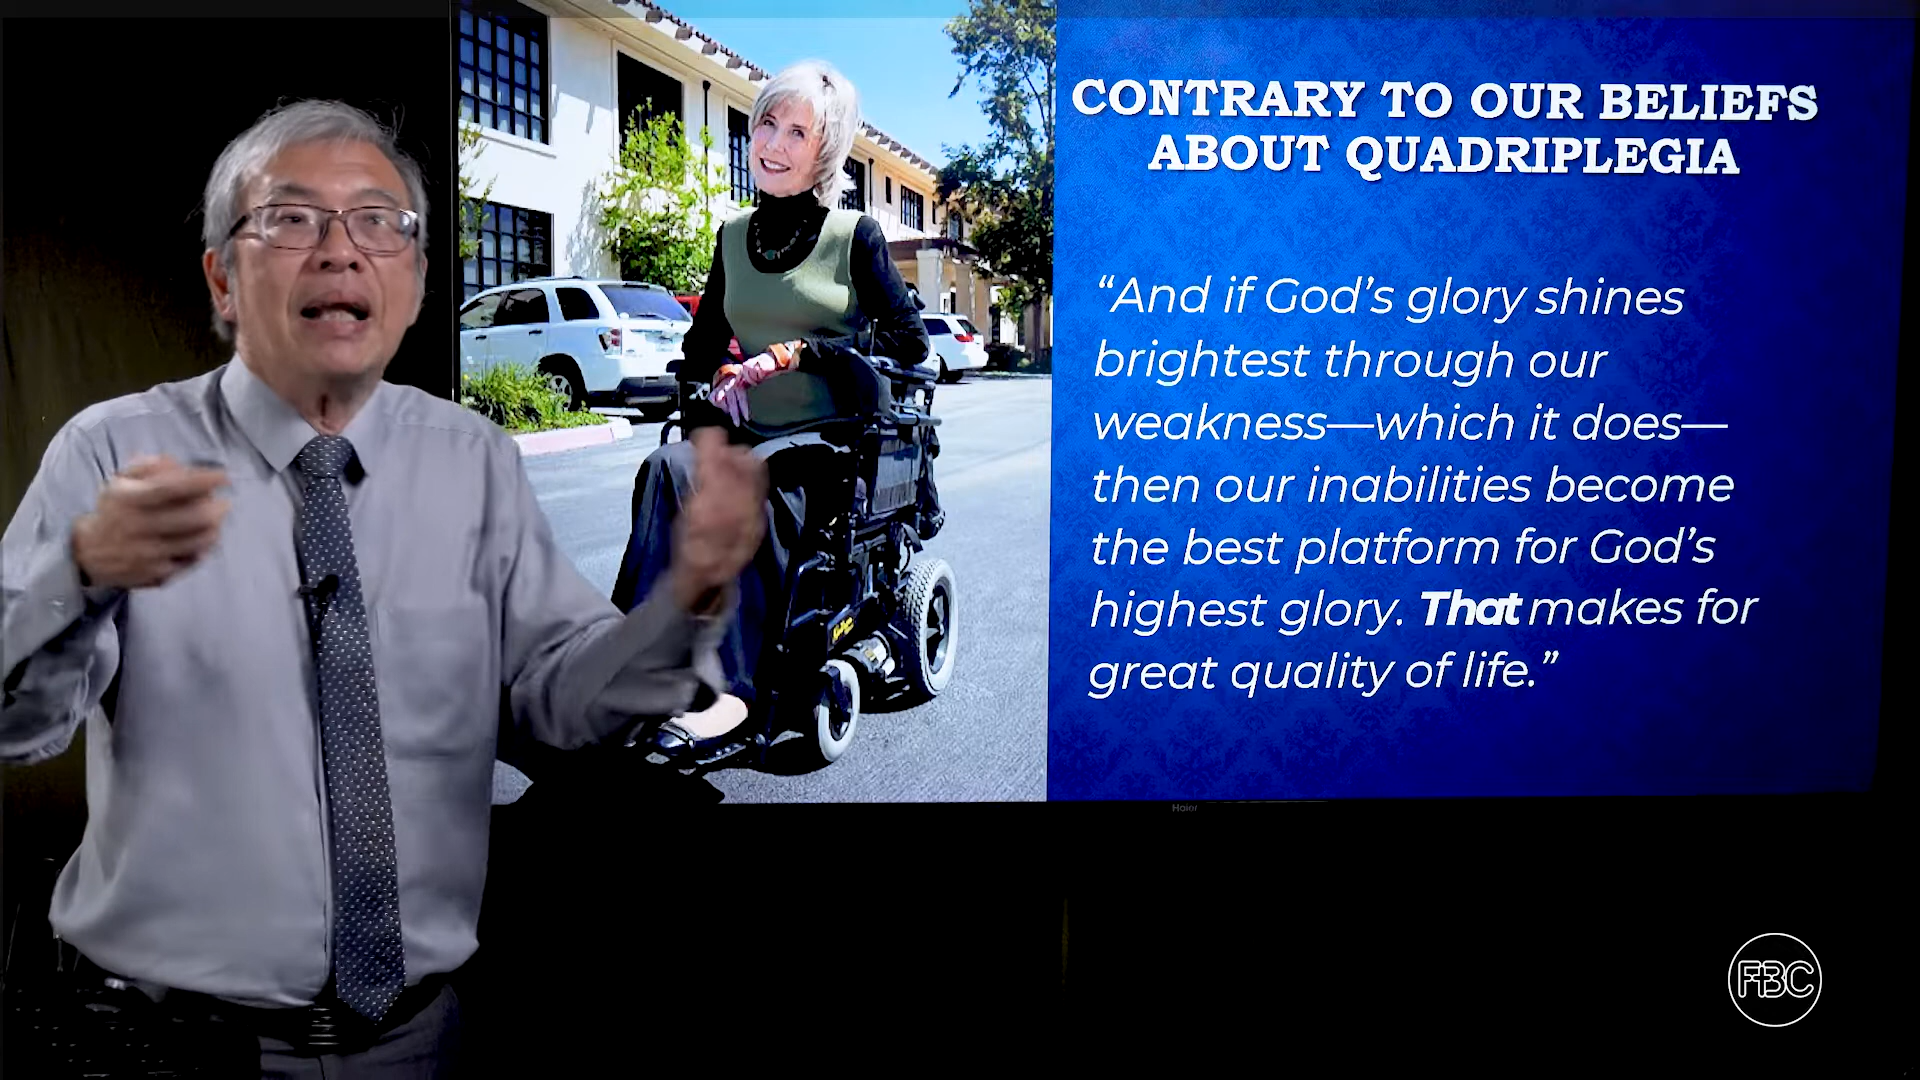 CONTRARY TO OUR BELIEFS
ABOUT QUADRIPLEGIA
“And if God’s glory shines
brightest through our
weakness—which it does—
then our inabilities become
the best platform for God’s
highest glory. That makes for
great quality of life.”
Haier
FBC